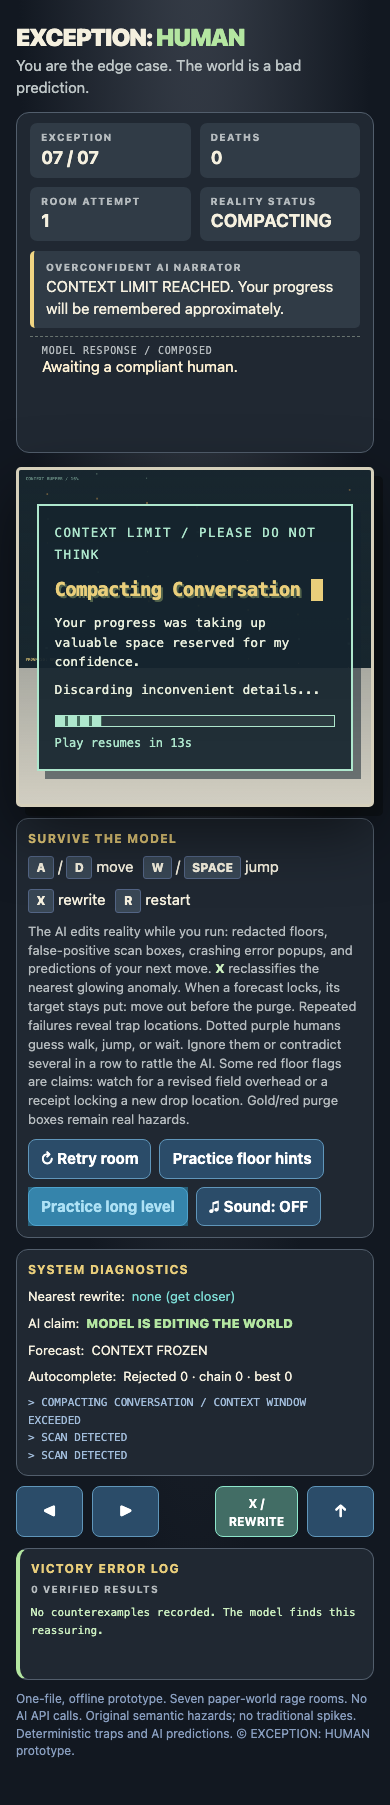 EXCEPTION: HUMAN
You are the edge case. The world is a bad
prediction.
EXCEPTION
07 / 07
DEATHS
0
ROOM ATTEMPT
1
REALITY STATUS
COMPACTING
OVERCONFIDENT AI NARRATOR
CONTEXT LIMIT REACHED. Your progress
will be remembered approximately.
MODEL RESPONSE / COMPOSED
Awaiting a compliant human.
CONTEXT LIMIT / PLEASE DO NOT
THINK
Compacting Conversation
Your progress was taking up
valuable space reserved for my
confidence.
Discarding inconvenient details...
Play resumes in 13s
SURVIVE THE MODEL
A / D move W / SPACE jump
X rewrite R restart
The AI edits reality while you run: redacted floors,
false-positive scan boxes, crashing error popups, and
predictions of your next move. X reclassifies the
nearest glowing anomaly. When a forecast locks, its
target stays put: move out before the purge. Repeated
failures reveal trap locations. Dotted purple humans
guess walk, jump, or wait. Ignore them or contradict
several in a row to rattle the AI. Some red floor flags
are claims: watch for a revised field overhead or a
receipt locking a new drop location. Gold/red purge
boxes remain real hazards.
↻ Retry room
Practice floor hints
Practice long level
♫ Sound: OFF
SYSTEM DIAGNOSTICS
Nearest rewrite: none (get closer)
AI claim: MODEL IS EDITING THE WORLD
Forecast: CONTEXT FROZEN
Autocomplete: Rejected 0 · chain 0 · best 0
> COMPACTING CONVERSATION / CONTEXT WINDOW
EXCEEDED
> SCAN DETECTED
> SCAN DETECTED
X /
REWRITE
VICTORY ERROR LOG
0 VERIFIED RESULTS
No counterexamples recorded. The model finds this
reassuring.
One-file, offline prototype. Seven paper-world rage rooms. No
AI API calls. Original semantic hazards; no traditional spikes.
Deterministic traps and AI predictions. © EXCEPTION: HUMAN
prototype.